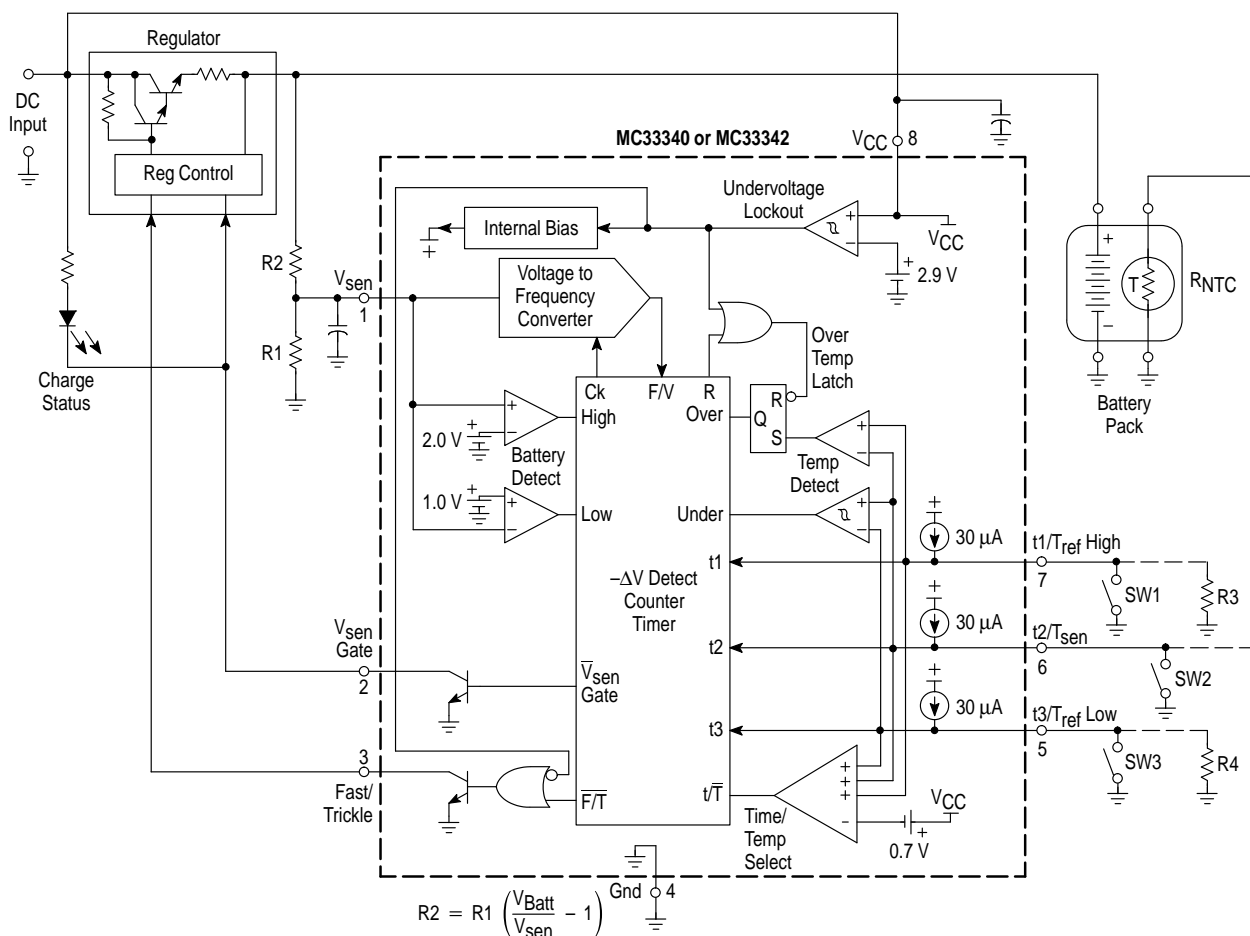 Regulator
DC
Input
Reg Control
MC33340 or MC33342
VCC 8
Undervoltage
Lockout
Internal Bias
VCC
2.9 V
R2
Vsen
1
Voltage to
Frequency
Converter
R1
Over
Temp
Latch
Battery
Pack
RNTC
T
+
−
Charge
Status
Ck
F/V
R
High
Over
R
Q
S
2.0 V
Battery
Detect
Temp
Detect
1.0 V
Low
Under
30 µA
t1/Tref High
7
t1
SW1
R3
−ΔV Detect
Counter
Timer
30 µA
t2/Tsen
6
t2
SW2
Vsen
Gate
2
V̅sen
Gate
30 µA
t3/Tref Low
5
t3
SW3
R4
3
Fast/
Trickle
F/T̅
t/T̅
Time/
Temp
Select
VCC
0.7 V
Gnd 4
R2 = R1 (VBatt/Vsen − 1)